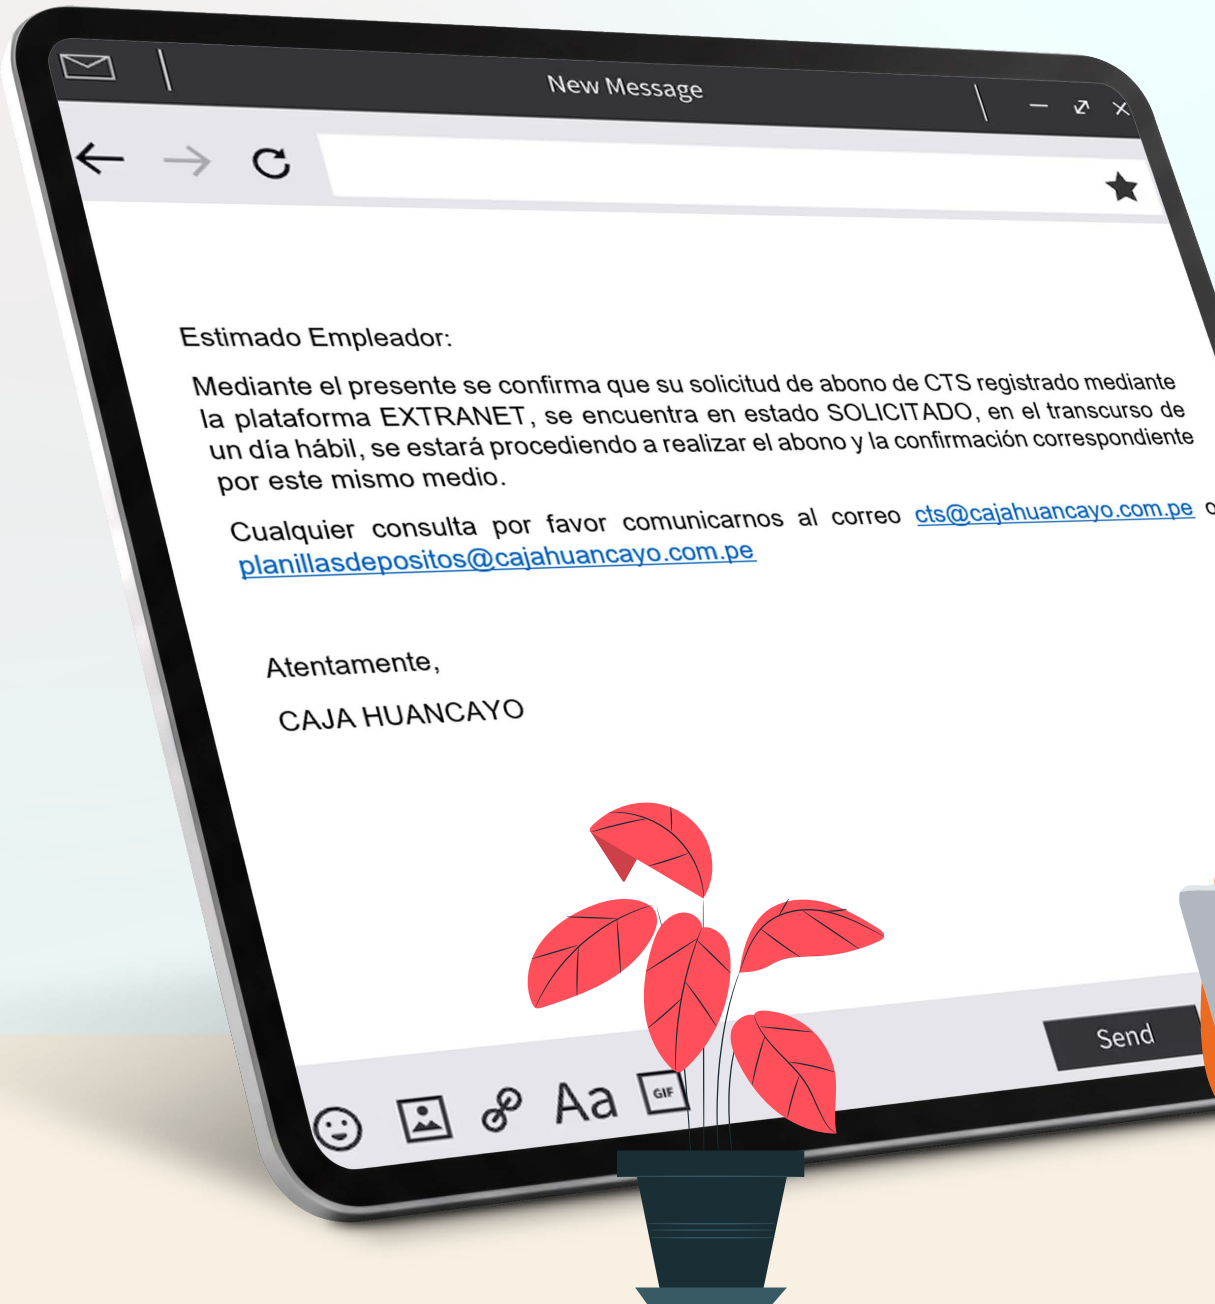 New Message
Estimado Empleador:
Mediante el presente se confirma que su solicitud de abono de CTS registrado mediante
la plataforma EXTRANET, se encuentra en estado SOLICITADO, en el transcurso de
un día hábil, se estará procediendo a realizar el abono y la confirmación correspondiente
por este mismo medio.
Cualquier consulta por favor comunicarnos al correo cts@cajahuancayo.com.pe o
planillasdepositos@cajahuancayo.com.pe
Atentamente,
CAJA HUANCAYO
Send
Aa
GIF